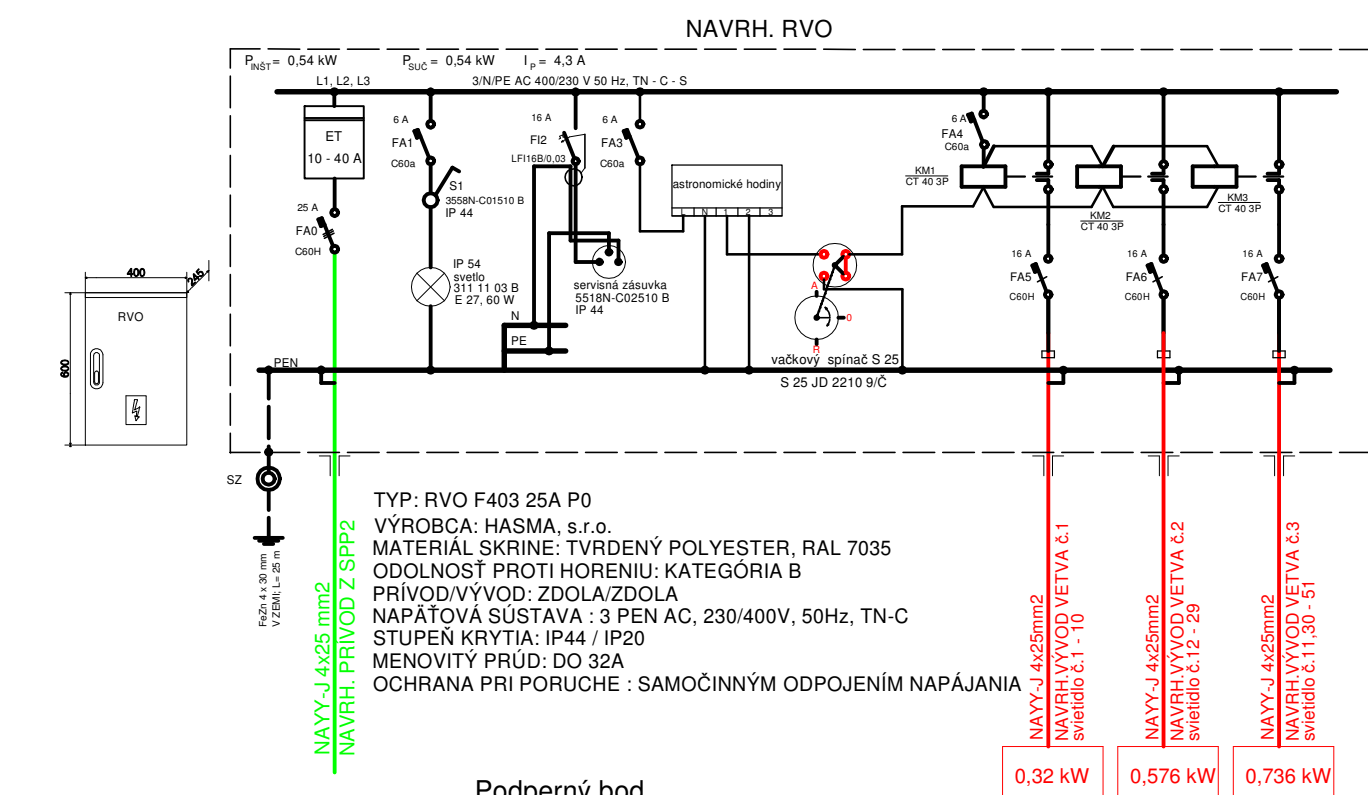 NAVRH. RVO
PINŠT = 0,54 kW
PSUČ = 0,54 kW
IP = 4,3 A
L1, L2, L3
3/N/PE AC 400/230 V 50 Hz, TN - C - S
ET
10 - 40 A
25 A
FA0
C60H
6 A
FA1
C60a
S1
3558N-C01510 B
IP 44
IP 54
svetlo
311 11 03 B
E 27, 60 W
16 A
FI2
LFI16B/0,03
servisná zásuvka
5518N-C02510 B
IP 44
6 A
FA3
C60a
astronomické hodiny
L N 1 2 3
A
0
R
vačkový spínač S 25
S 25 JD 2210 9/Č
6 A
FA4
C60a
KM1
CT 40 3P
KM2
CT 40 3P
KM3
CT 40 3P
16 A
FA5
C60H
16 A
FA6
C60H
16 A
FA7
C60H
N
PE
PEN
400
245
600
RVO
SZ
FeZn 4 x 30 mm
V ZEMI; L= 25 m
NAYY-J 4x25 mm2
NAVRH. PRÍVOD Z SPP2
TYP: RVO F403 25A P0
VÝROBCA: HASMA, s.r.o.
MATERIÁL SKRINE: TVRDENÝ POLYESTER, RAL 7035
ODOLNOSŤ PROTI HORENIU: KATEGÓRIA B
PRÍVOD/VÝVOD: ZDOLA/ZDOLA
NAPÄŤOVÁ SÚSTAVA : 3 PEN AC, 230/400V, 50Hz, TN-C
STUPEŇ KRYTIA: IP44 / IP20
MENOVITÝ PRÚD: DO 32A
OCHRANA PRI PORUCHE : SAMOČINNÝM ODPOJENÍM NAPÁJANIA
NAYY-J 4x25mm2
NAVRH.VÝVOD VETVA č.1
svietidlo č.1 - 10
NAYY-J 4x25mm2
NAVRH.VÝVOD VETVA č.2
svietidlo č.12 - 29
NAYY-J 4x25mm2
NAVRH.VÝVOD VETVA č.3
svietidlo č.11,30 - 51
0,32 kW
0,576 kW
0,736 kW
Podperný bod